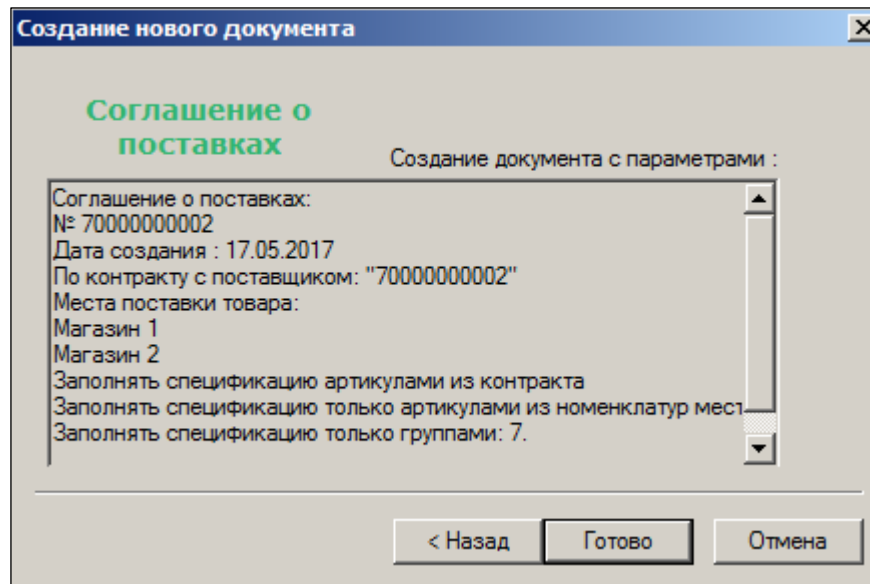 Создание нового документа
Соглашение о
поставках
Создание документа с параметрами :
Соглашение о поставках:
№ 70000000002
Дата создания : 17.05.2017
По контракту с поставщиком: "70000000002"
Места поставки товара:
Магазин 1
Магазин 2
Заполнять спецификацию артикулами из контракта
Заполнять спецификацию только артикулами из номенклатур мест
Заполнять спецификацию только группами: 7.
< Назад
Готово
Отмена